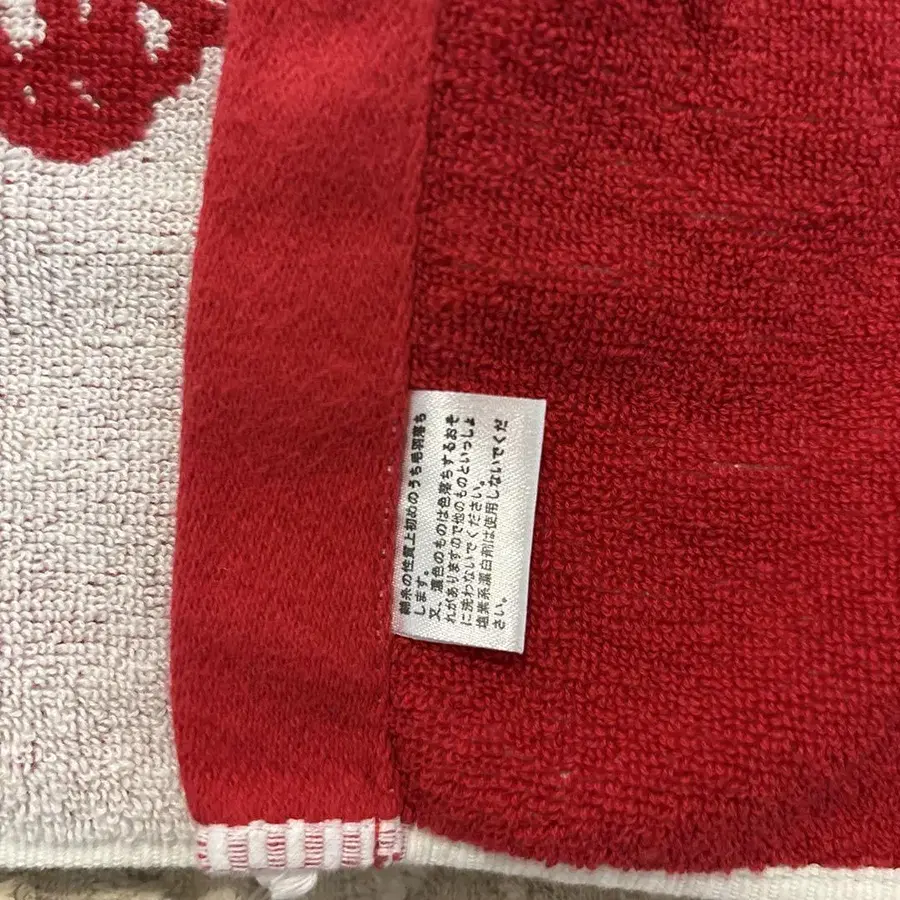 綿糸の性質上初めのうち毛羽落ち
します。
又、濃色のものは色落ちするおそ
れがありますので他のものといっしょ
に洗わないでください。
塩素系漂白剤は使用しないでくだ
さい。